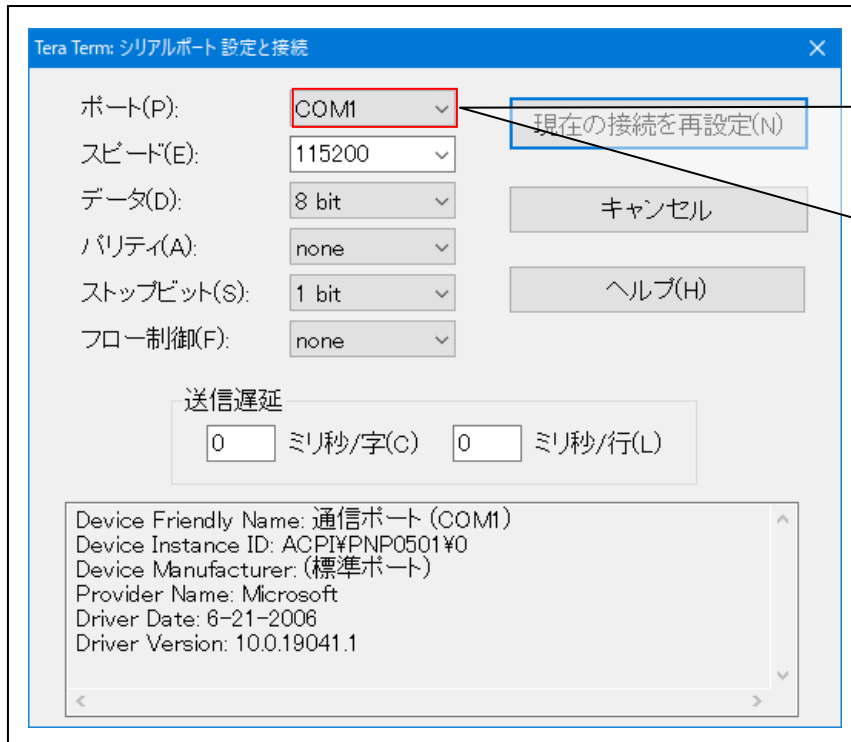 Tera Term: シリアルポート 設定と接続
ポート(P): COM1 現在の接続を再設定(N)
スピード(E): 115200
データ(D): 8 bit キャンセル
パリティ(A): none
ストップビット(S): 1 bit ヘルプ(H)
フロー制御(F): none
送信遅延
0 ミリ秒/字(C) 0 ミリ秒/行(L)
Device Friendly Name: 通信ポート (COM1)
Device Instance ID: ACPI¥PNP0501¥0
Device Manufacturer: (標準ポート)
Provider Name: Microsoft
Driver Date: 6-21-2006
Driver Version: 10.0.19041.1